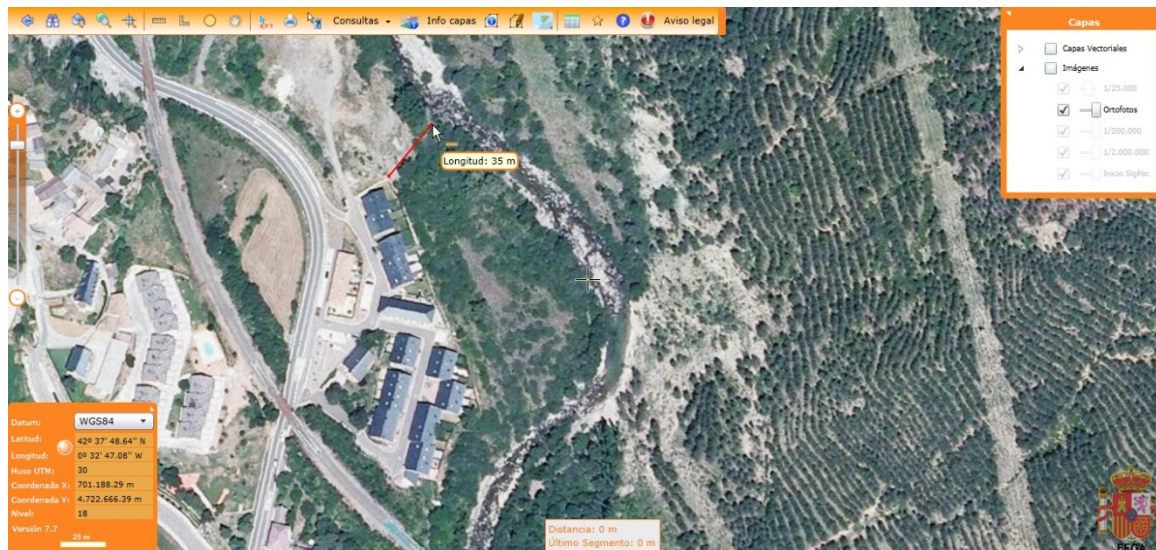 Consultas
Info capas
Aviso legal
Capas
Capas Vectoriales
Imágenes
1/25.000
Ortofotos
1/200.000
1/2.000.000
Inicio SigPac
Longitud: 35 m
Datum: WGS84
Latitud: 42º 37' 48.64" N
Longitud: 0º 32' 47.08" W
Huso UTM: 30
Coordenada X: 701.188.29 m
Coordenada Y: 4.722.666.39 m
Nivel: 18
Versión 7.7
25 m
Distancia: 0 m
Último Segmento: 0 m
FEGA